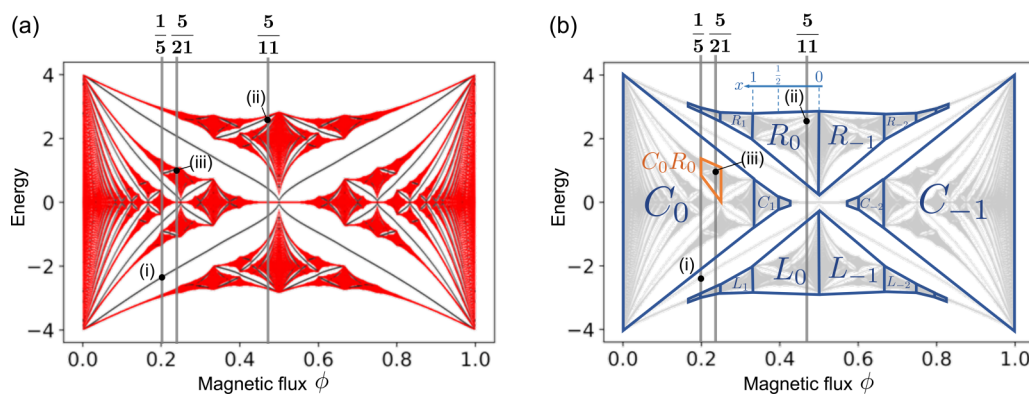 (a)
1/5
5/21
5/11
Energy
4
2
0
−2
−4
(ii)
(iii)
(i)
0.0
0.2
0.4
0.6
0.8
1.0
Magnetic flux ϕ
(b)
1/5
5/21
5/11
Energy
4
2
0
−2
−4
x
1
1/2
0
(ii)
R₁
R₀
R₋₁
R₋₂
C₀R₀
(iii)
C₀
C₁
C₋₂
C₋₁
(i)
L₁
L₀
L₋₁
L₋₂
0.0
0.2
0.4
0.6
0.8
1.0
Magnetic flux ϕ